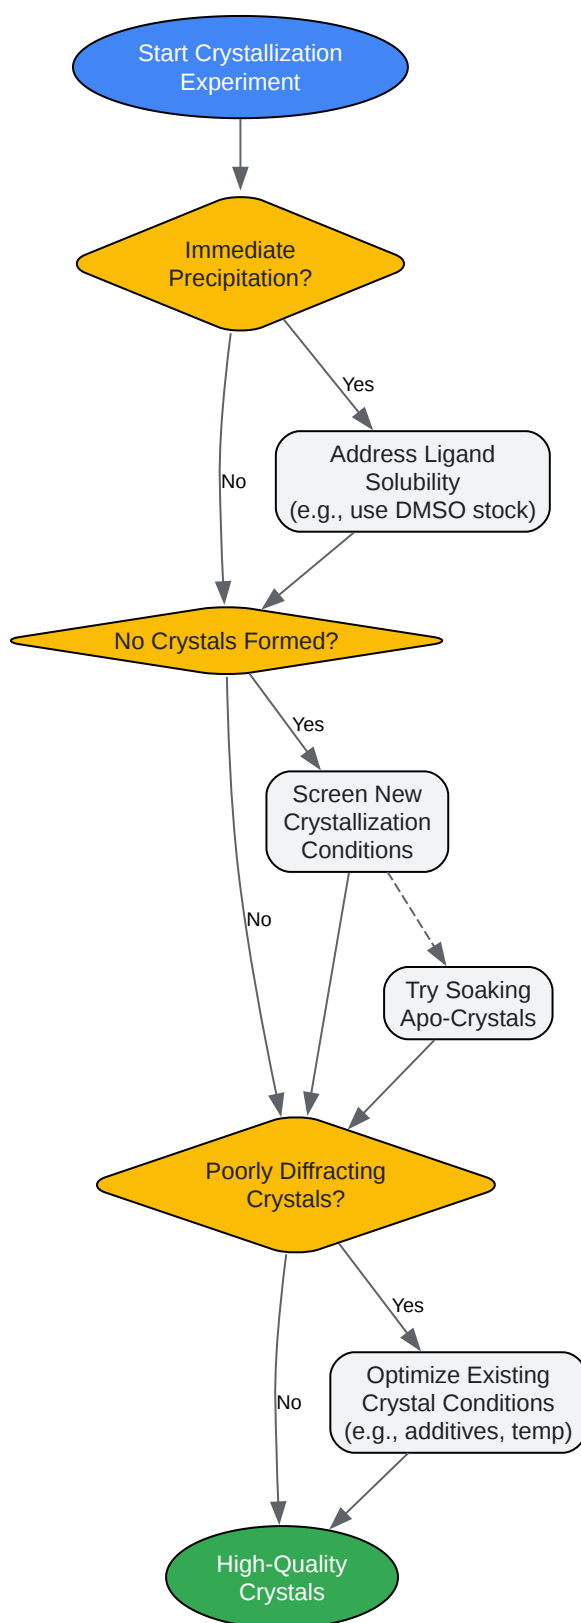 Start Crystallization
Experiment
Immediate
Precipitation?
Yes
Address Ligand
Solubility
(e.g., use DMSO stock)
No
No Crystals Formed?
Yes
Screen New
Crystallization
Conditions
No
Try Soaking
Apo-Crystals
Poorly Diffracting
Crystals?
Yes
Optimize Existing
Crystal Conditions
(e.g., additives, temp)
No
High-Quality
Crystals